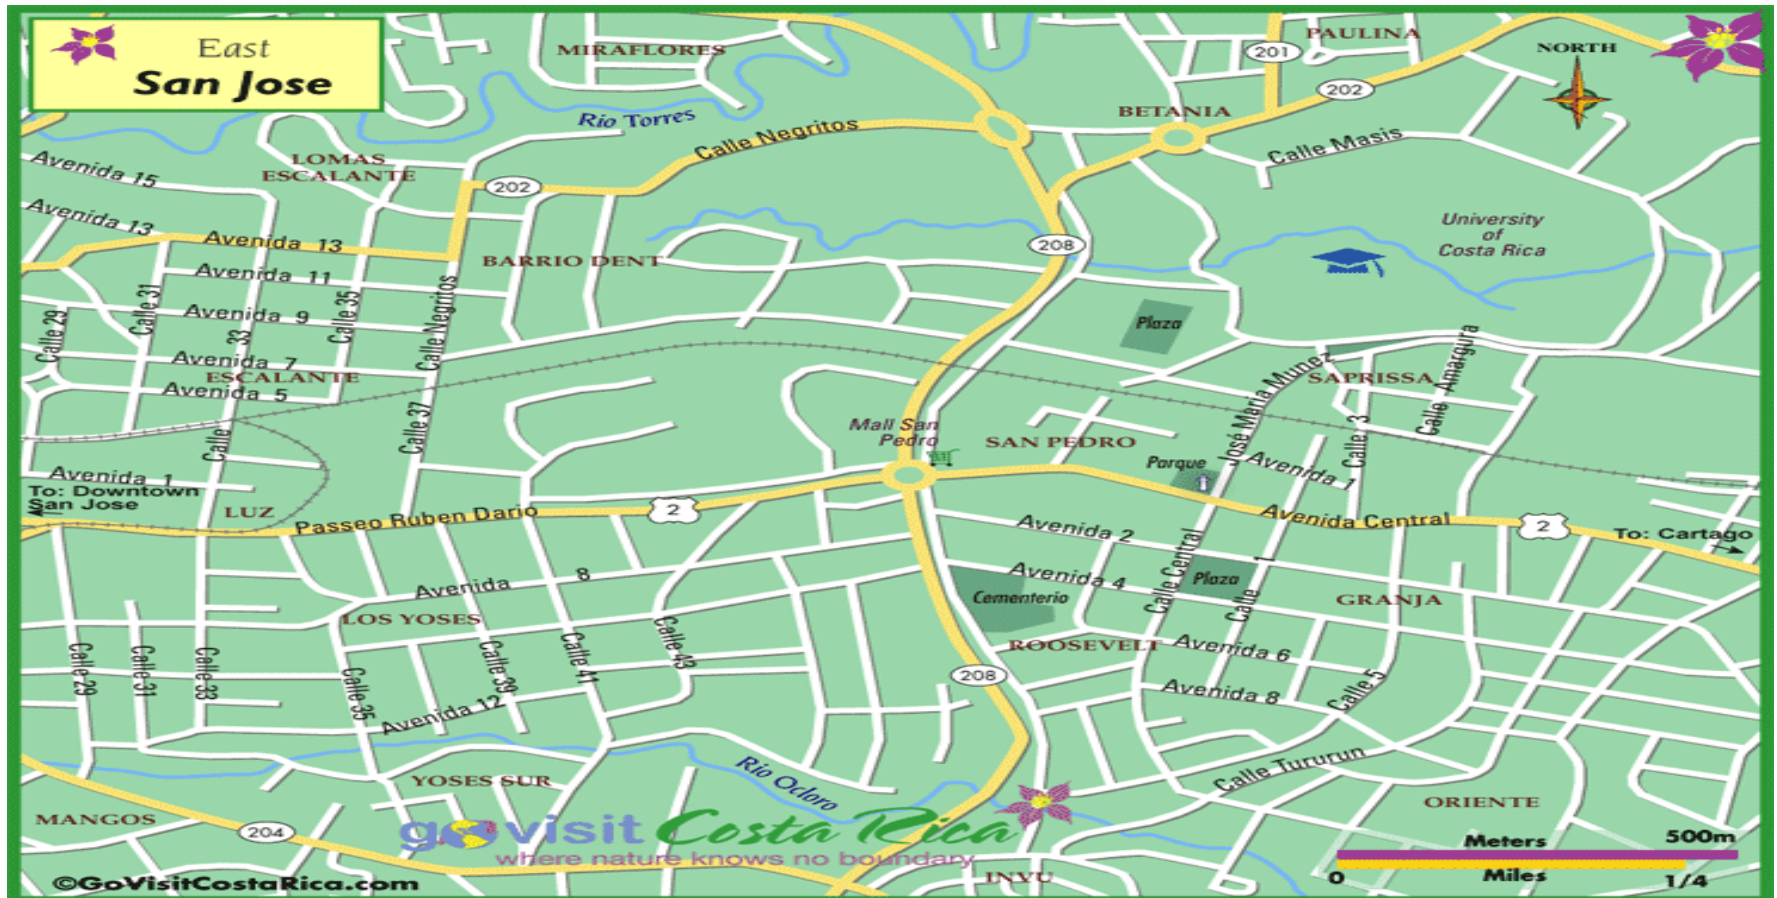 East
San Jose
MIRAFLORES
PAULINA
NORTH
201
202
BETANIA
Río Torres
Calle Negritos
Calle Masis
LOMAS
ESCALANTE
Avenida 15
202
Avenida 13
Avenida 13
University
of
Costa Rica
208
BARRIO DENT
Avenida 11
Calle 31
Calle 35
Calle Negritos
Avenida 9
Calle 29
33
Plaza
Avenida 7
ESCALANTE
Avenida 5
José Maria Munez
SAPRISSA
Calle Amargura
Calle 37
Calle
Mall San
Pedro
SAN PEDRO
Calle 3
Parque
Avenida 1
Avenida 1
To: Downtown
San Jose
LUZ
Passeo Ruben Dario
2
Avenida Central
2
To: Cartago
Avenida 2
Avenida 4
Calle Central
Plaza
Calle 1
Avenida 8
Cementerio
GRANJA
LOS YOSES
ROOSEVELT
Avenida 6
Calle 29
Calle 31
Calle 33
Calle 35
Calle 39
Calle 41
Calle 43
208
Avenida 8
Calle 5
Avenida 12
Calle Tururun
YOSES SUR
Río Ocloro
ORIENTE
MANGOS
204
govisit Costa Rica
where nature knows no boundary
INVU
Meters
500m
0
Miles
1/4
©GoVisitCostaRica.com